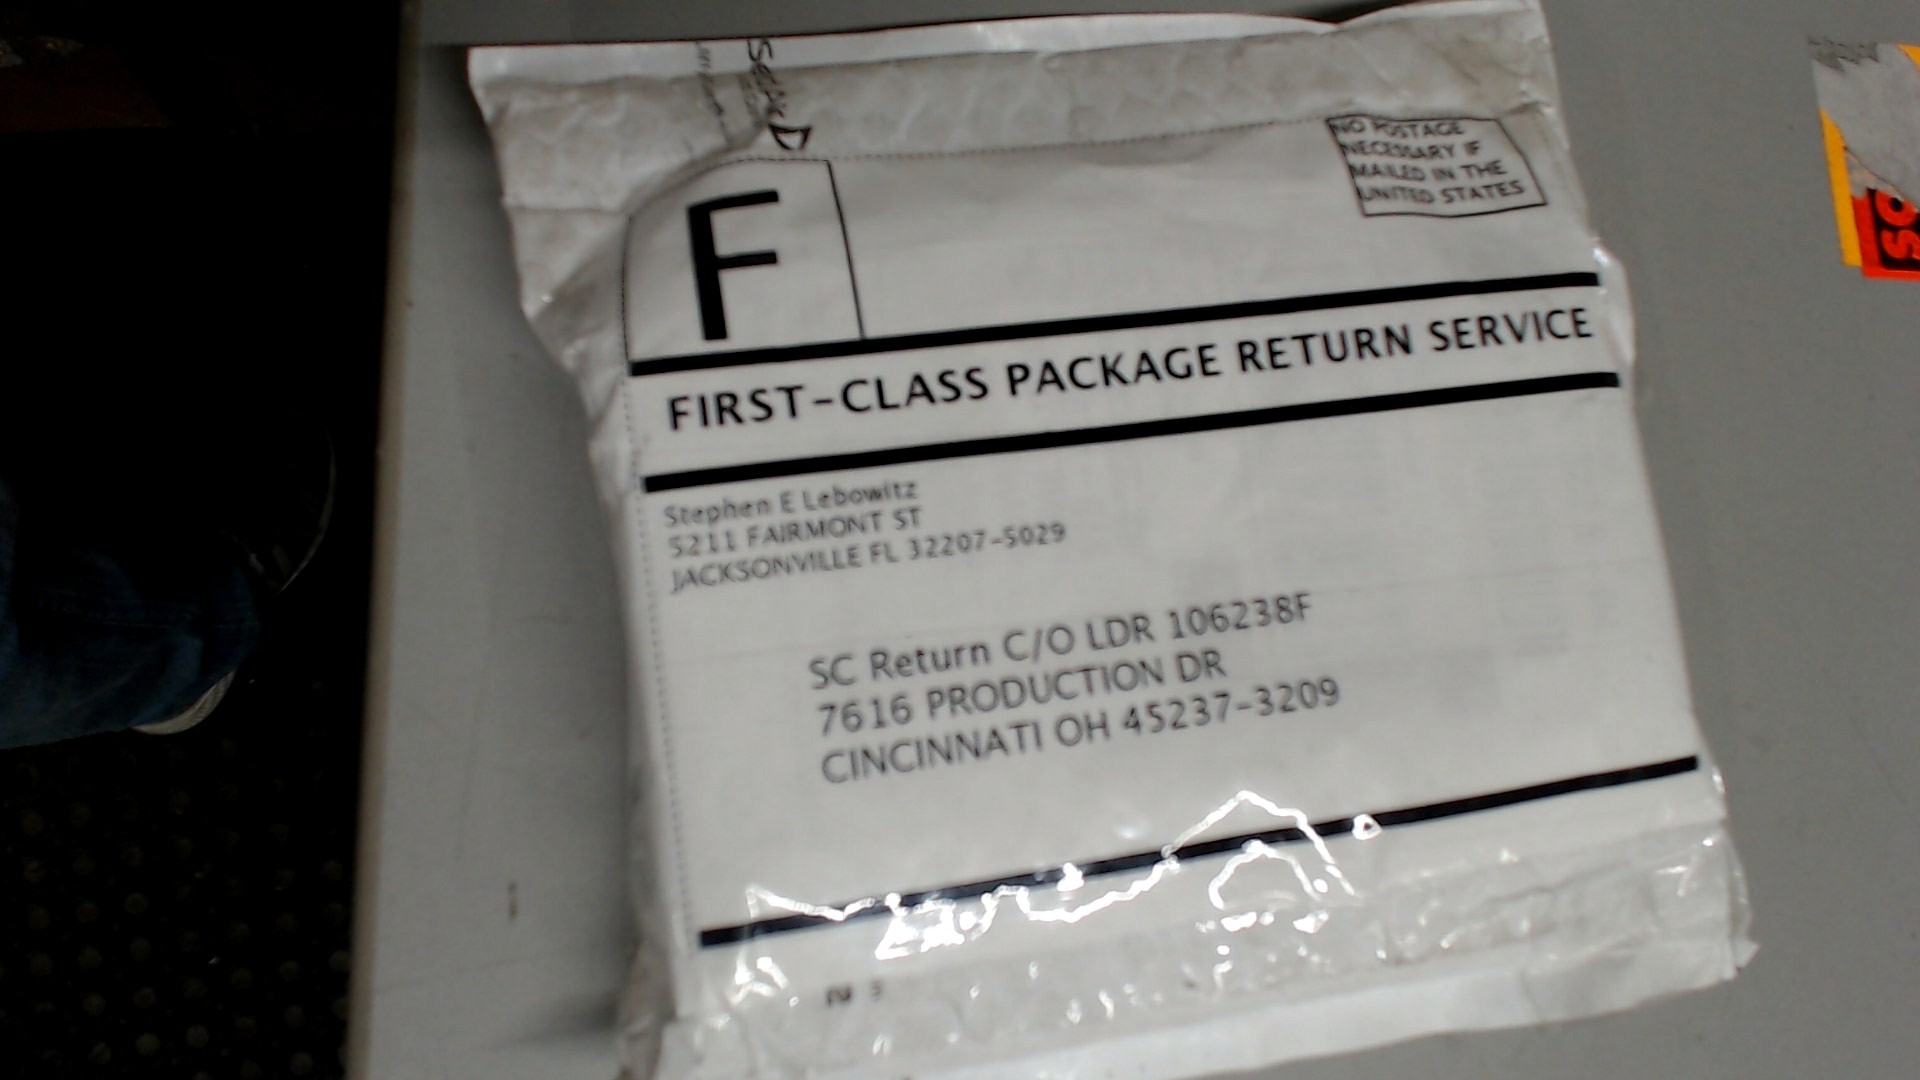 F
NO POSTAGE
NECESSARY IF
MAILED IN THE
UNITED STATES
FIRST-CLASS PACKAGE RETURN SERVICE
Stephen E Lebowitz
5211 FAIRMONT ST
JACKSONVILLE FL 32207-5029
SC Return C/O LDR 106238F
7616 PRODUCTION DR
CINCINNATI OH 45237-3209